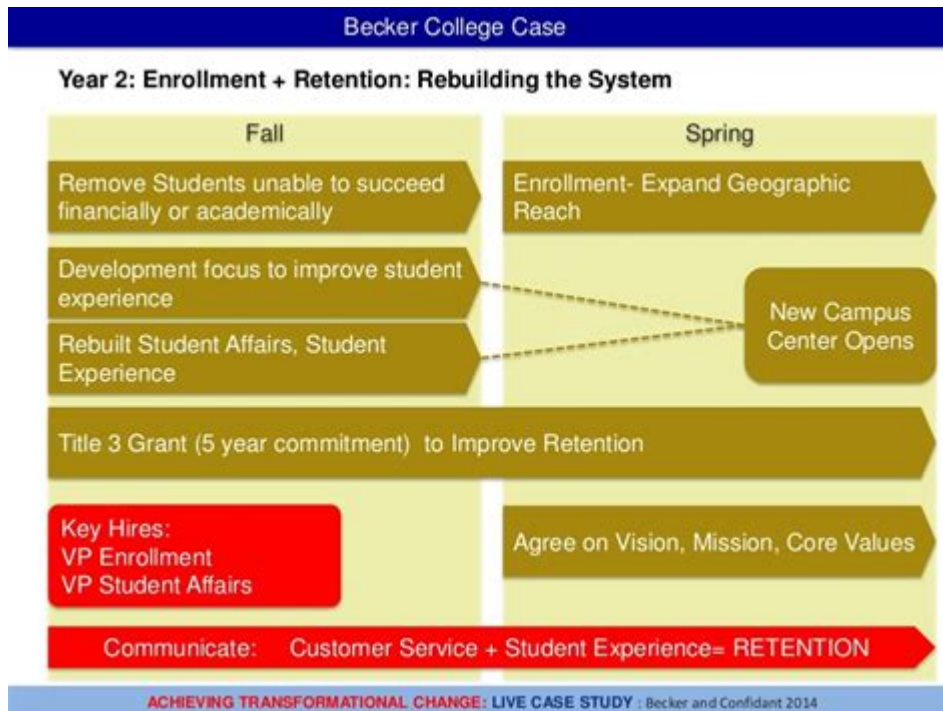 Becker College Case
Year 2: Enrollment + Retention: Rebuilding the System
Fall
Remove Students unable to succeed
financially or academically
Development focus to improve student
experience
Rebuilt Student Affairs, Student
Experience
Spring
Enrollment- Expand Geographic
Reach
New Campus
Center Opens
Title 3 Grant (5 year commitment) to Improve Retention
Key Hires:
VP Enrollment
VP Student Affairs
Agree on Vision, Mission, Core Values
Communicate: Customer Service + Student Experience= RETENTION
ACHIEVING TRANSFORMATIONAL CHANGE: LIVE CASE STUDY : Becker and Confidant 2014